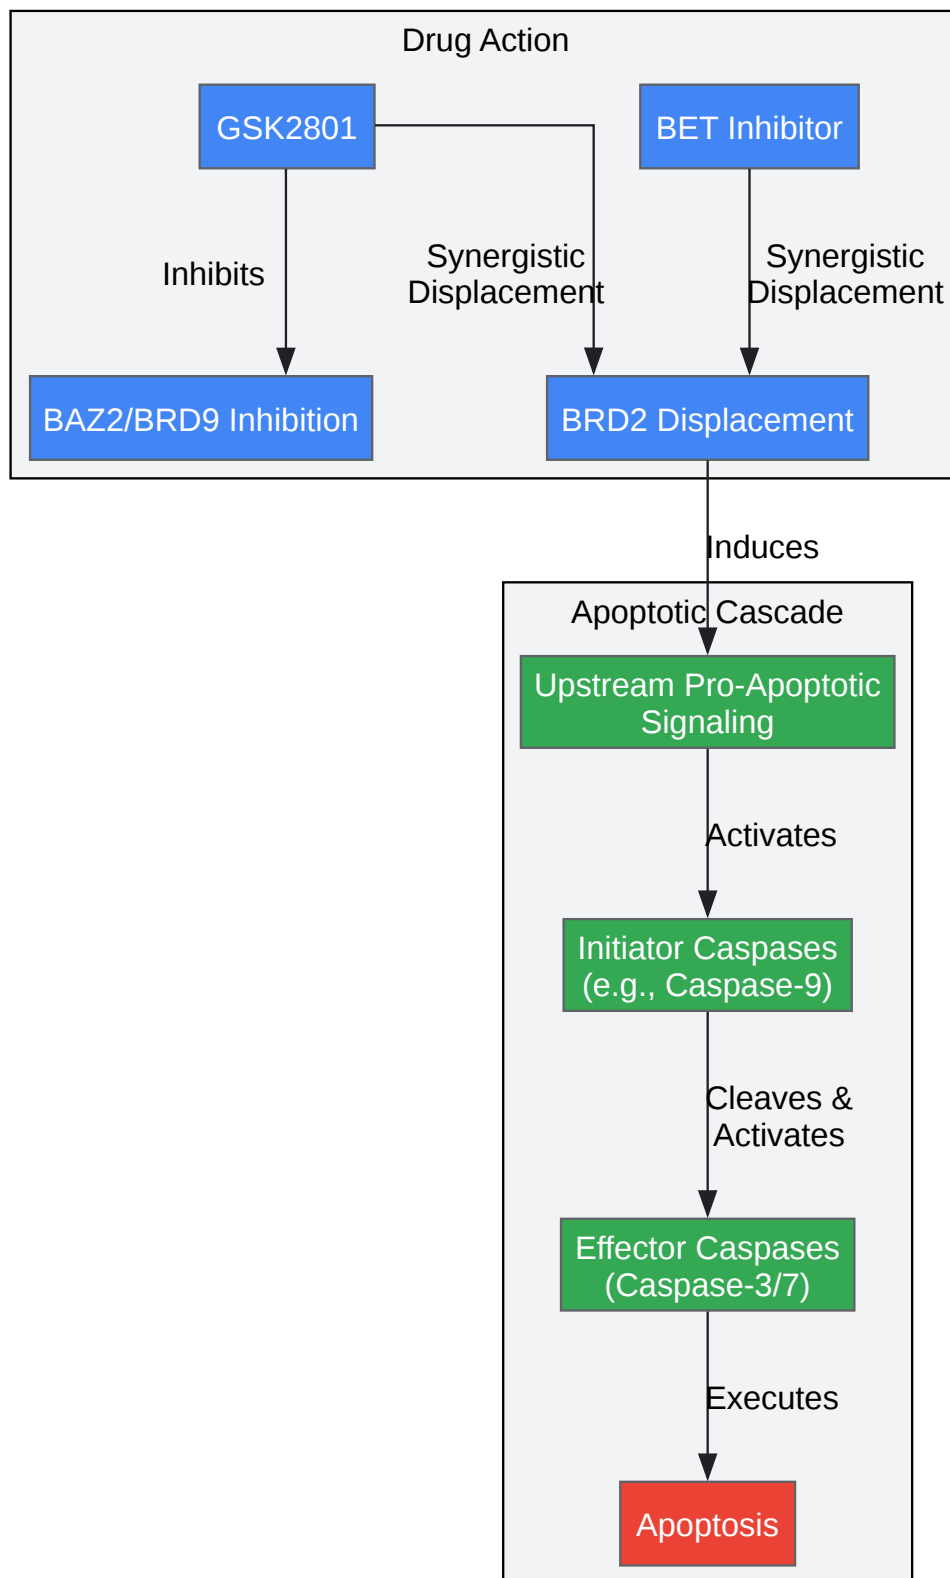 Drug Action
GSK2801
BET Inhibitor
Inhibits
Synergistic
Displacement
Synergistic
Displacement
BAZ2/BRD9 Inhibition
BRD2 Displacement
Induces
Apoptotic Cascade
Upstream Pro-Apoptotic
Signaling
Activates
Initiator Caspases
(e.g., Caspase-9)
Cleaves &
Activates
Effector Caspases
(Caspase-3/7)
Executes
Apoptosis